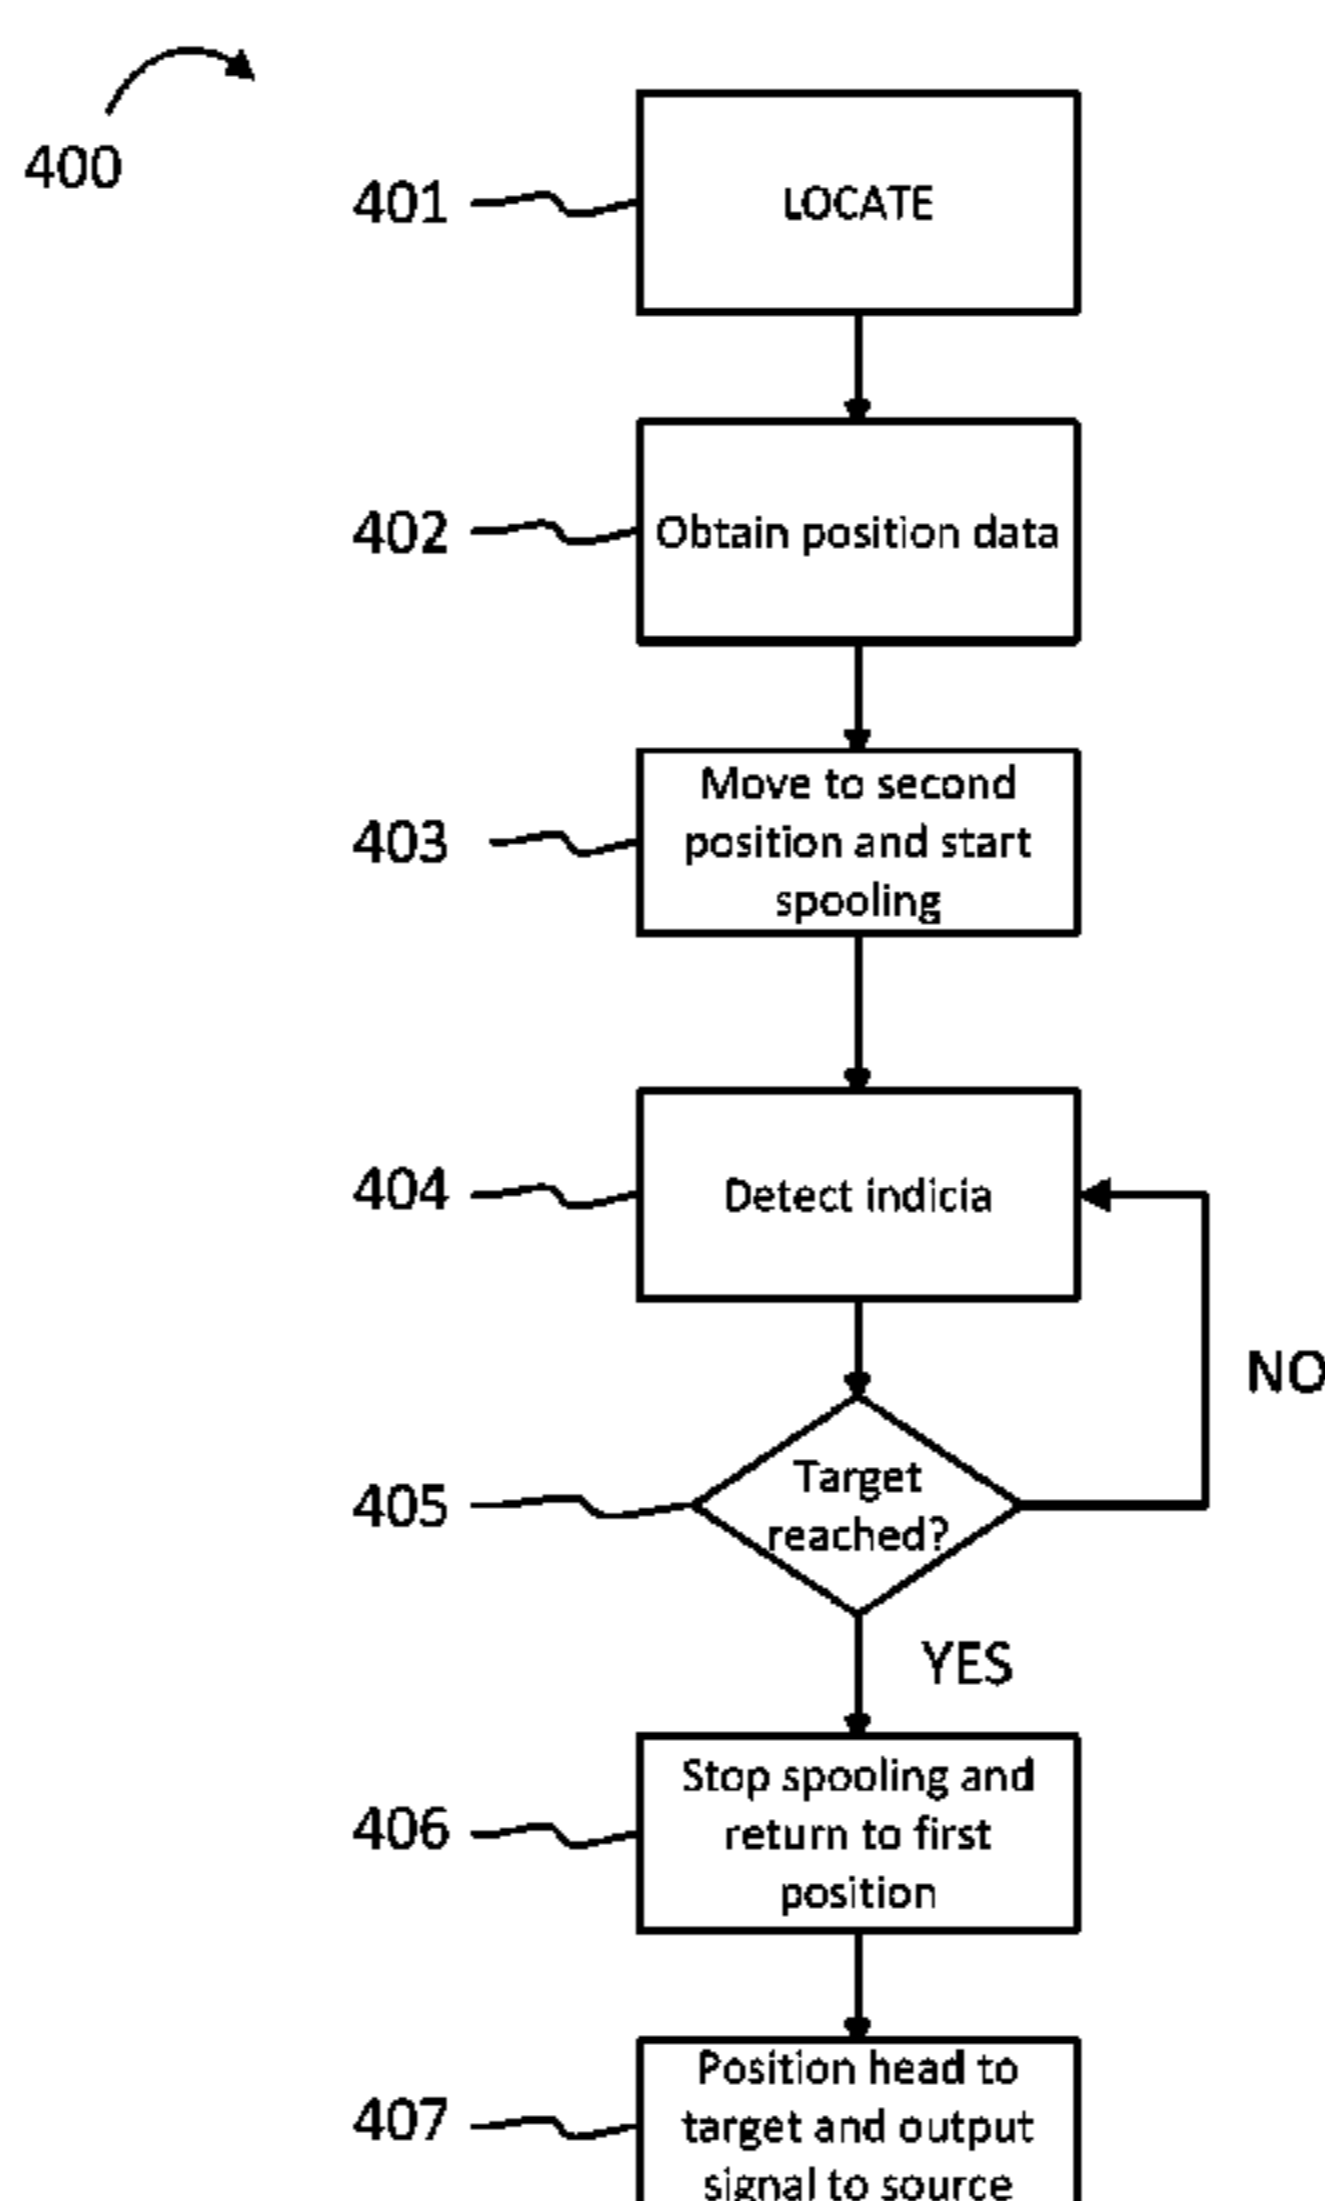 400
401
LOCATE
402
Obtain position data
403
Move to second
position and start
spooling
404
Detect indicia
NO
405
Target
reached?
YES
406
Stop spooling and
return to first
position
407
Position head to
target and output
signal to source